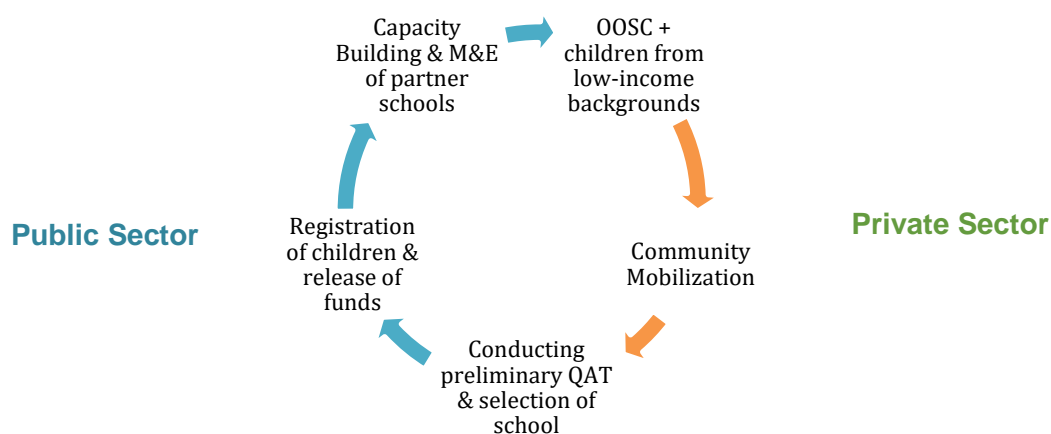 Capacity
Building & M&E
of partner
schools
OOSC +
children from
low-income
backgrounds
Public Sector
Registration
of children &
release of
funds
Community
Mobilization
Private Sector
Conducting
preliminary QAT
& selection of
school